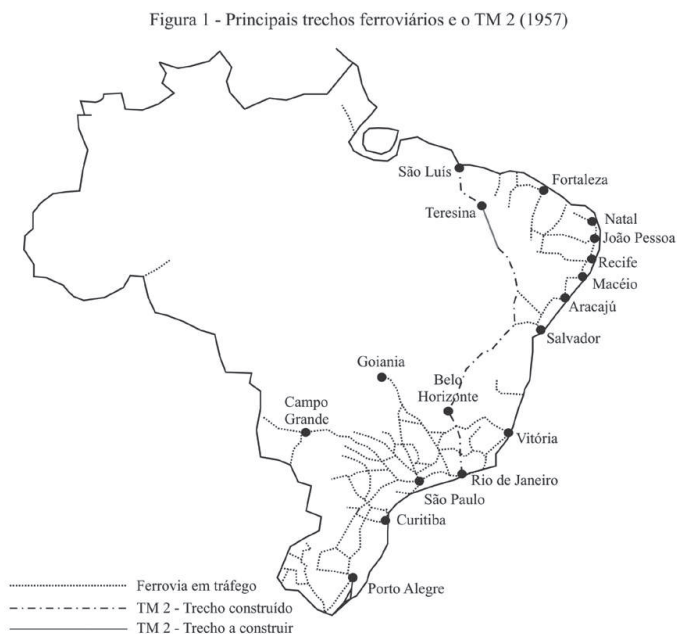 Figura 1 - Principais trechos ferroviários e o TM 2 (1957)
São Luís
Fortaleza
Teresina
Natal
João Pessoa
Recife
Macéio
Aracajú
Salvador
Goiania
Belo
Horizonte
Campo
Grande
Vitória
Rio de Janeiro
São Paulo
Curitiba
Porto Alegre
Ferrovia em tráfego
TM 2 - Trecho construído
TM 2 - Trecho a construir